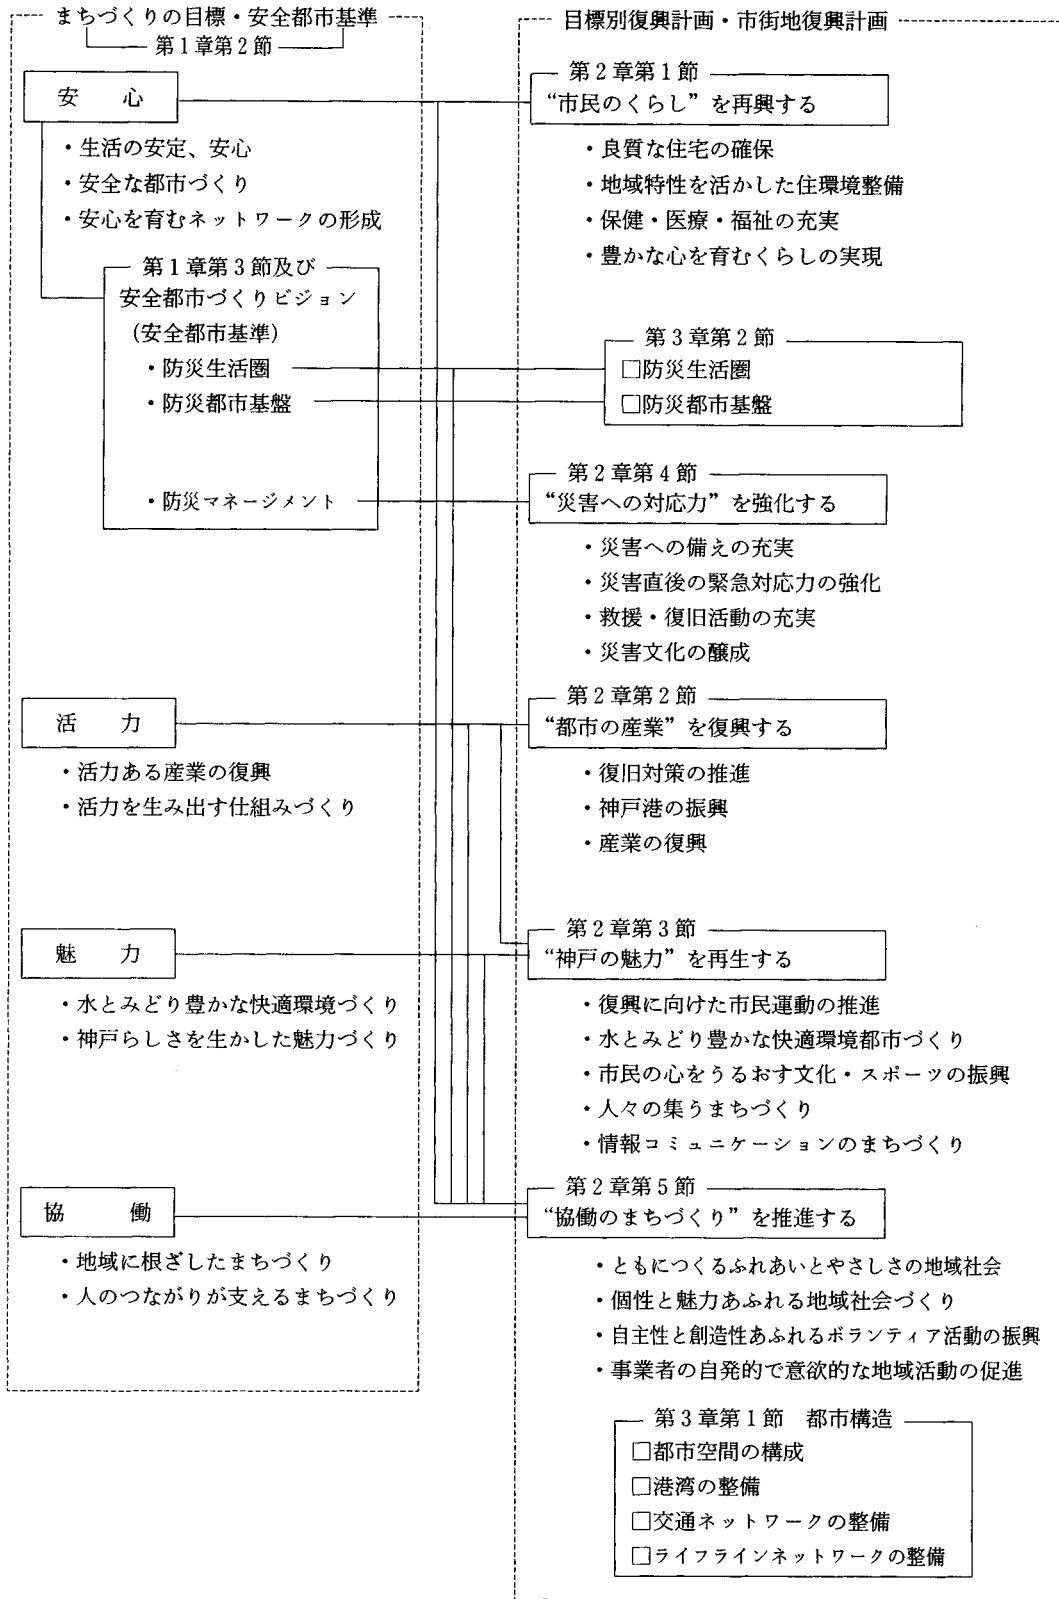 まちづくりの目標・安全都市基準
第1章第2節
安　心
・生活の安定、安心
・安全な都市づくり
・安心を育むネットワークの形成
第1章第3節及び
安全都市づくりビジョン
(安全都市基準)
・防災生活圏
・防災都市基盤
・防災マネージメント
活　力
・活力ある産業の復興
・活力を生み出す仕組みづくり
魅　力
・水とみどり豊かな快適環境づくり
・神戸らしさを生かした魅力づくり
協　働
・地域に根ざしたまちづくり
・人のつながりが支えるまちづくり
目標別復興計画・市街地復興計画
第2章第1節
“市民のくらし”を再興する
・良質な住宅の確保
・地域特性を活かした住環境整備
・保健・医療・福祉の充実
・豊かな心を育むくらしの実現
第3章第2節
□防災生活圏
□防災都市基盤
第2章第4節
“災害への対応力”を強化する
・災害への備えの充実
・災害直後の緊急対応力の強化
・救援・復旧活動の充実
・災害文化の醸成
第2章第2節
“都市の産業”を復興する
・復旧対策の推進
・神戸港の振興
・産業の復興
第2章第3節
“神戸の魅力”を再生する
・復興に向けた市民運動の推進
・水とみどり豊かな快適環境都市づくり
・市民の心をうるおす文化・スポーツの振興
・人々の集うまちづくり
・情報コミュニケーションのまちづくり
第2章第5節
“協働のまちづくり”を推進する
・ともにつくるふれあいとやさしさの地域社会
・個性と魅力あふれる地域社会づくり
・自主性と創造性あふれるボランティア活動の振興
・事業者の自発的で意欲的な地域活動の促進
第3章第1節　都市構造
□都市空間の構成
□港湾の整備
□交通ネットワークの整備
□ライフラインネットワークの整備